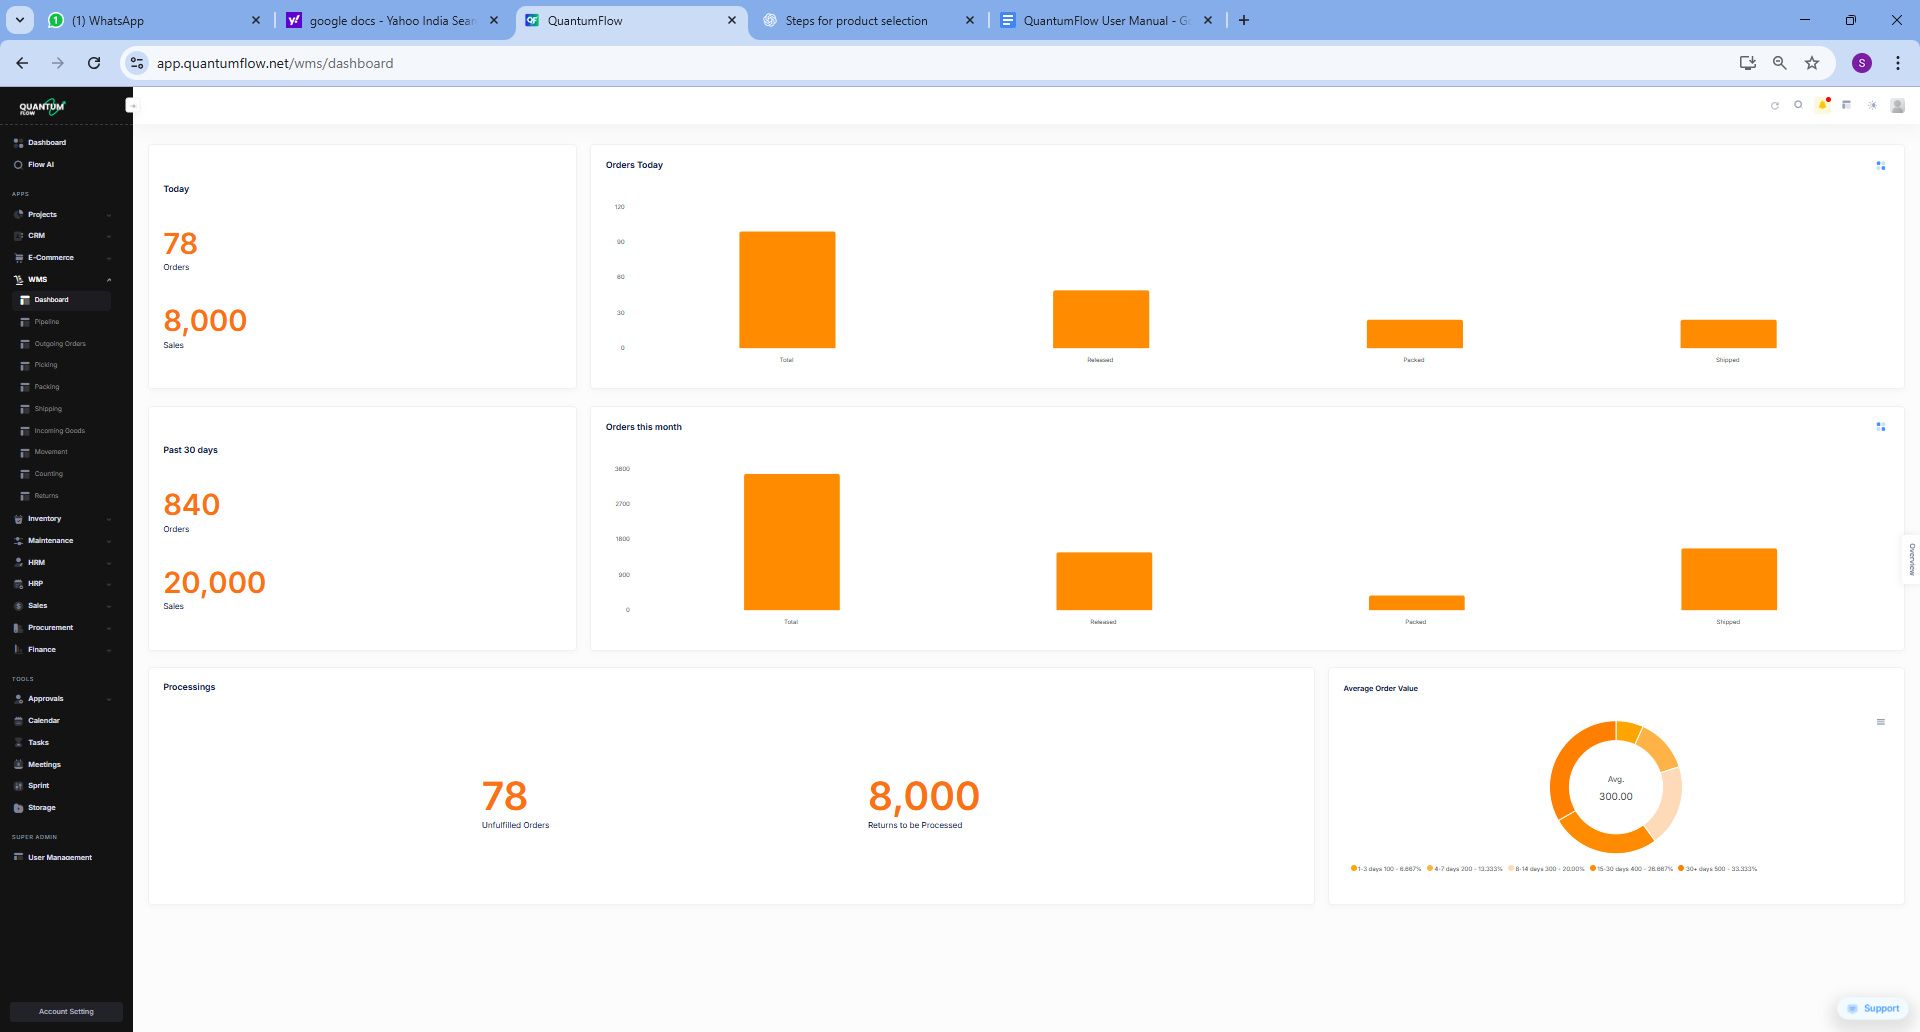 (1) WhatsApp
google docs - Yahoo India Sear
QuantumFlow
Steps for product selection
QuantumFlow User Manual - Go
app.quantumflow.net/wms/dashboard
S
QUANTUM
FLOW
Dashboard
Flow AI
APPS
Projects
CRM
E-Commerce
WMS
Dashboard
Pipeline
Outgoing Orders
Picking
Packing
Shipping
Incoming Goods
Movement
Counting
Returns
Inventory
Maintenance
HRM
HRP
Sales
Procurement
Finance
TOOLS
Approvals
Calendar
Tasks
Meetings
Sprint
Storage
SUPER ADMIN
User Management
Account Setting
Today
78
Orders
8,000
Sales
Orders Today
120
90
60
30
0
Total
Released
Packed
Shipped
Past 30 days
840
Orders
20,000
Sales
Orders this month
3600
2700
1800
900
0
Total
Released
Packed
Shipped
Overview
Processings
78
Unfulfilled Orders
8,000
Returns to be Processed
Average Order Value
Avg.
300.00
1-3 days 100 - 6.667%
4-7 days 200 - 13.333%
8-14 days 300 - 20.00%
15-30 days 400 - 26.667%
30+ days 500 - 33.333%
Support